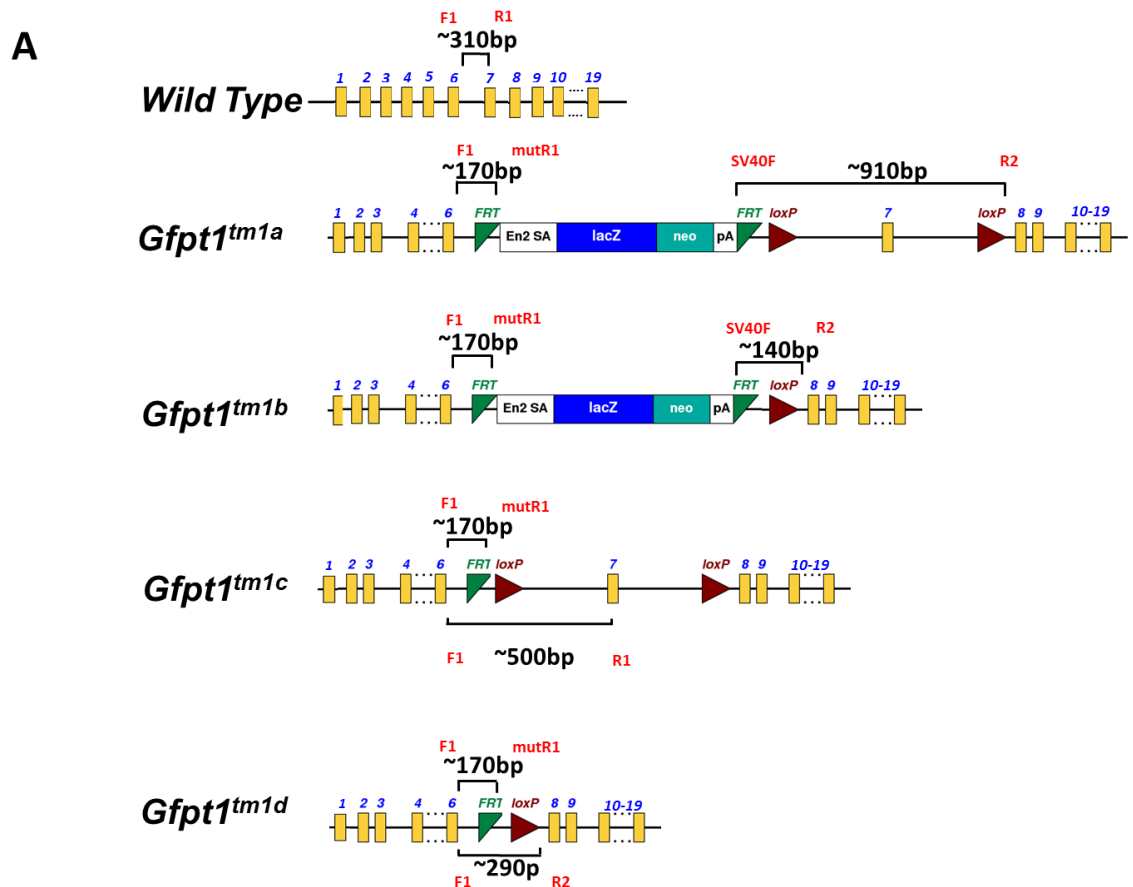 A
F1 R1
~310bp
1 2 3 4 5 6 7 8 9 10 .... 19
Wild Type
....
F1 mutR1
~170bp
SV40F R2
~910bp
1 2 3 4 ... 6 FRT FRT loxP 7 loxP 8 9 10-19
Gfpt1tm1a
En2 SA lacZ neo pA
F1 mutR1
~170bp
SV40F R2
~140bp
1 2 3 4 ... 6 FRT FRT loxP 8 9 10-19
Gfpt1tm1b
En2 SA lacZ neo pA
F1 mutR1
~170bp
1 2 3 4 ... 6 FRT loxP 7 loxP 8 9 10-19
Gfpt1tm1c
F1 ~500bp R1
F1 mutR1
~170bp
1 2 3 4 ... 6 FRT loxP 8 9 10-19
Gfpt1tm1d
~290p
F1 R2